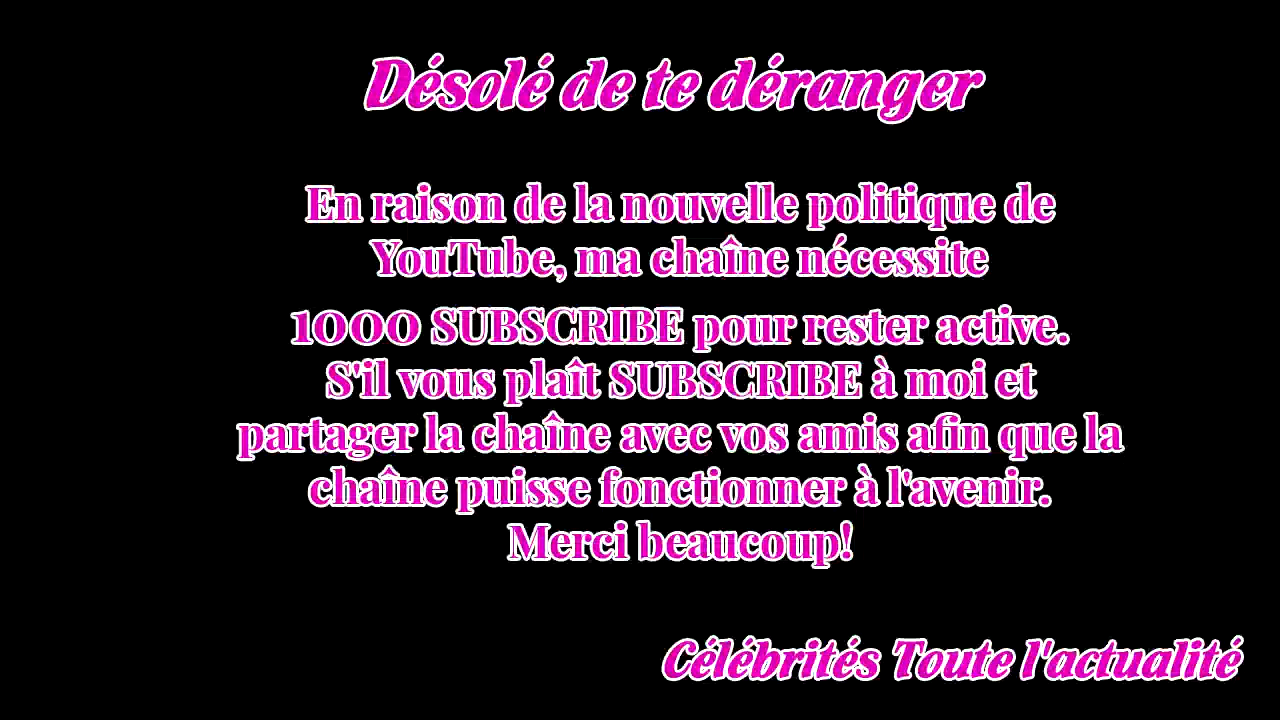 Désolé de te déranger
En raison de la nouvelle politique de
YouTube, ma chaîne nécessite
1000 SUBSCRIBE pour rester active.
S'il vous plaît SUBSCRIBE à moi et
partager la chaîne avec vos amis afin que la
chaîne puisse fonctionner à l'avenir.
Merci beaucoup!
Célébrités Toute l'actualité